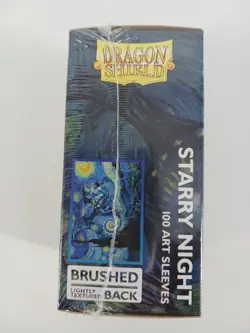 DRAGON
SHIELD
STARRY NIGHT
100 ART SLEEVES
BRUSHED
LIGHTLY
TEXTURED
BACK